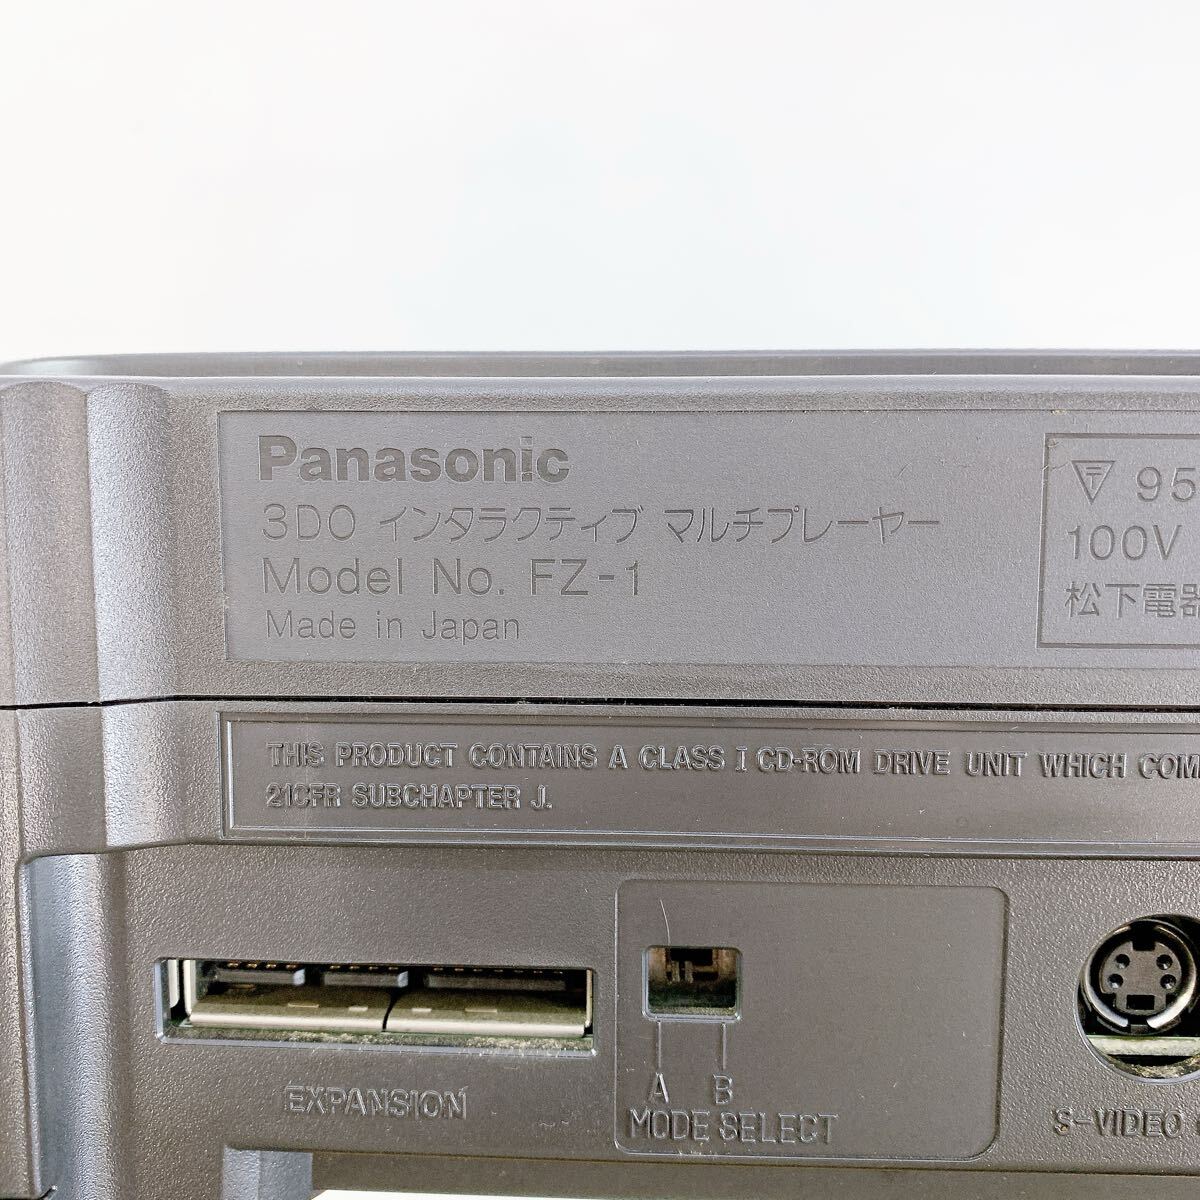 Panasonic
3DO インタラクティブ マルチプレーヤー
Model No. FZ-1
Made in Japan
95
100V
松下電器
THIS PRODUCT CONTAINS A CLASS I CD-ROM DRIVE UNIT WHICH COM
21CFR SUBCHAPTER J.
A B
EXPANSION
MODE SELECT
S-VIDEO